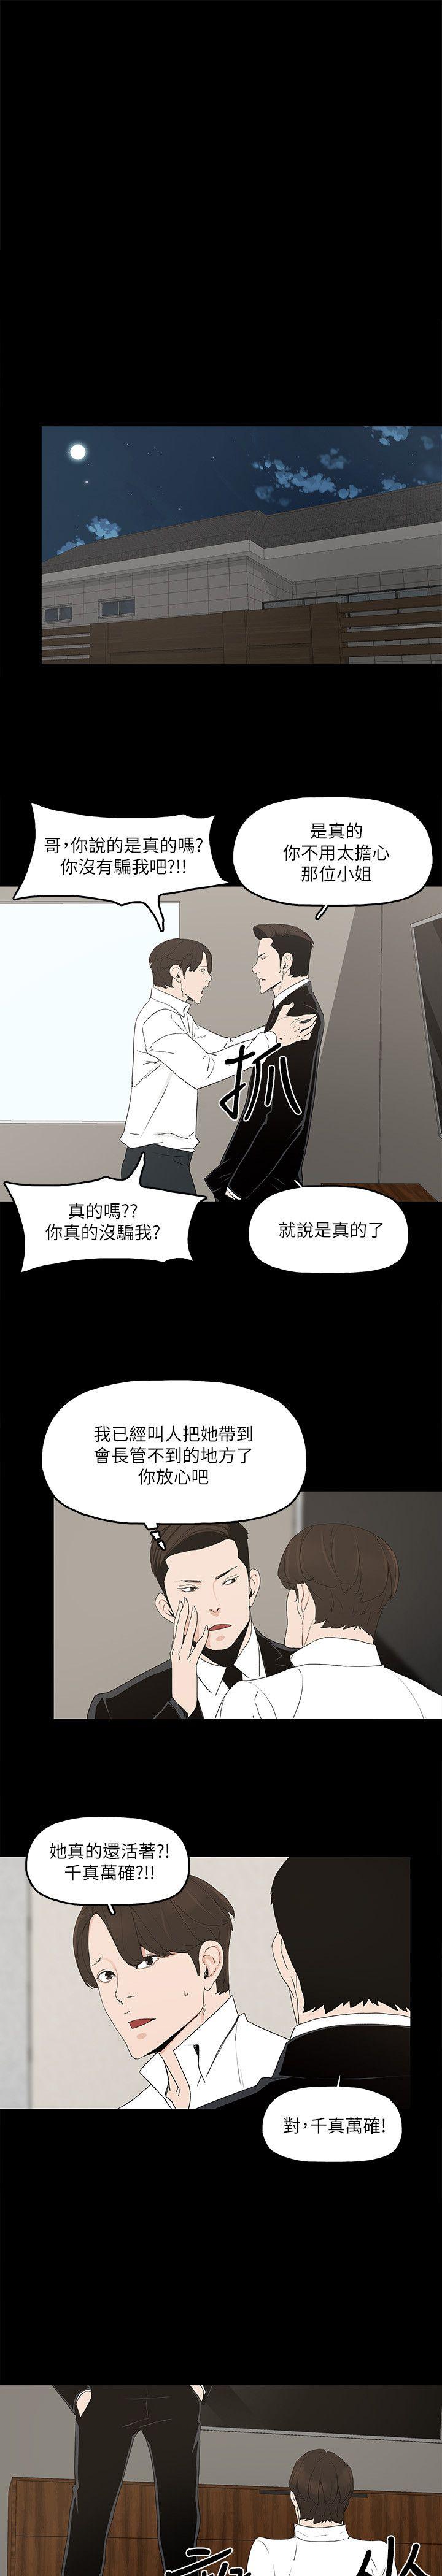 哥,你說的是真的嗎?
你沒有騙我吧?!!
是真的
你不用太擔心
那位小姐
抓
真的嗎??
你真的沒騙我?
就說是真的了
我已經叫人把她帶到
會長管不到的地方了
你放心吧
她真的還活著?!
千真萬確?!!
對,千真萬確!